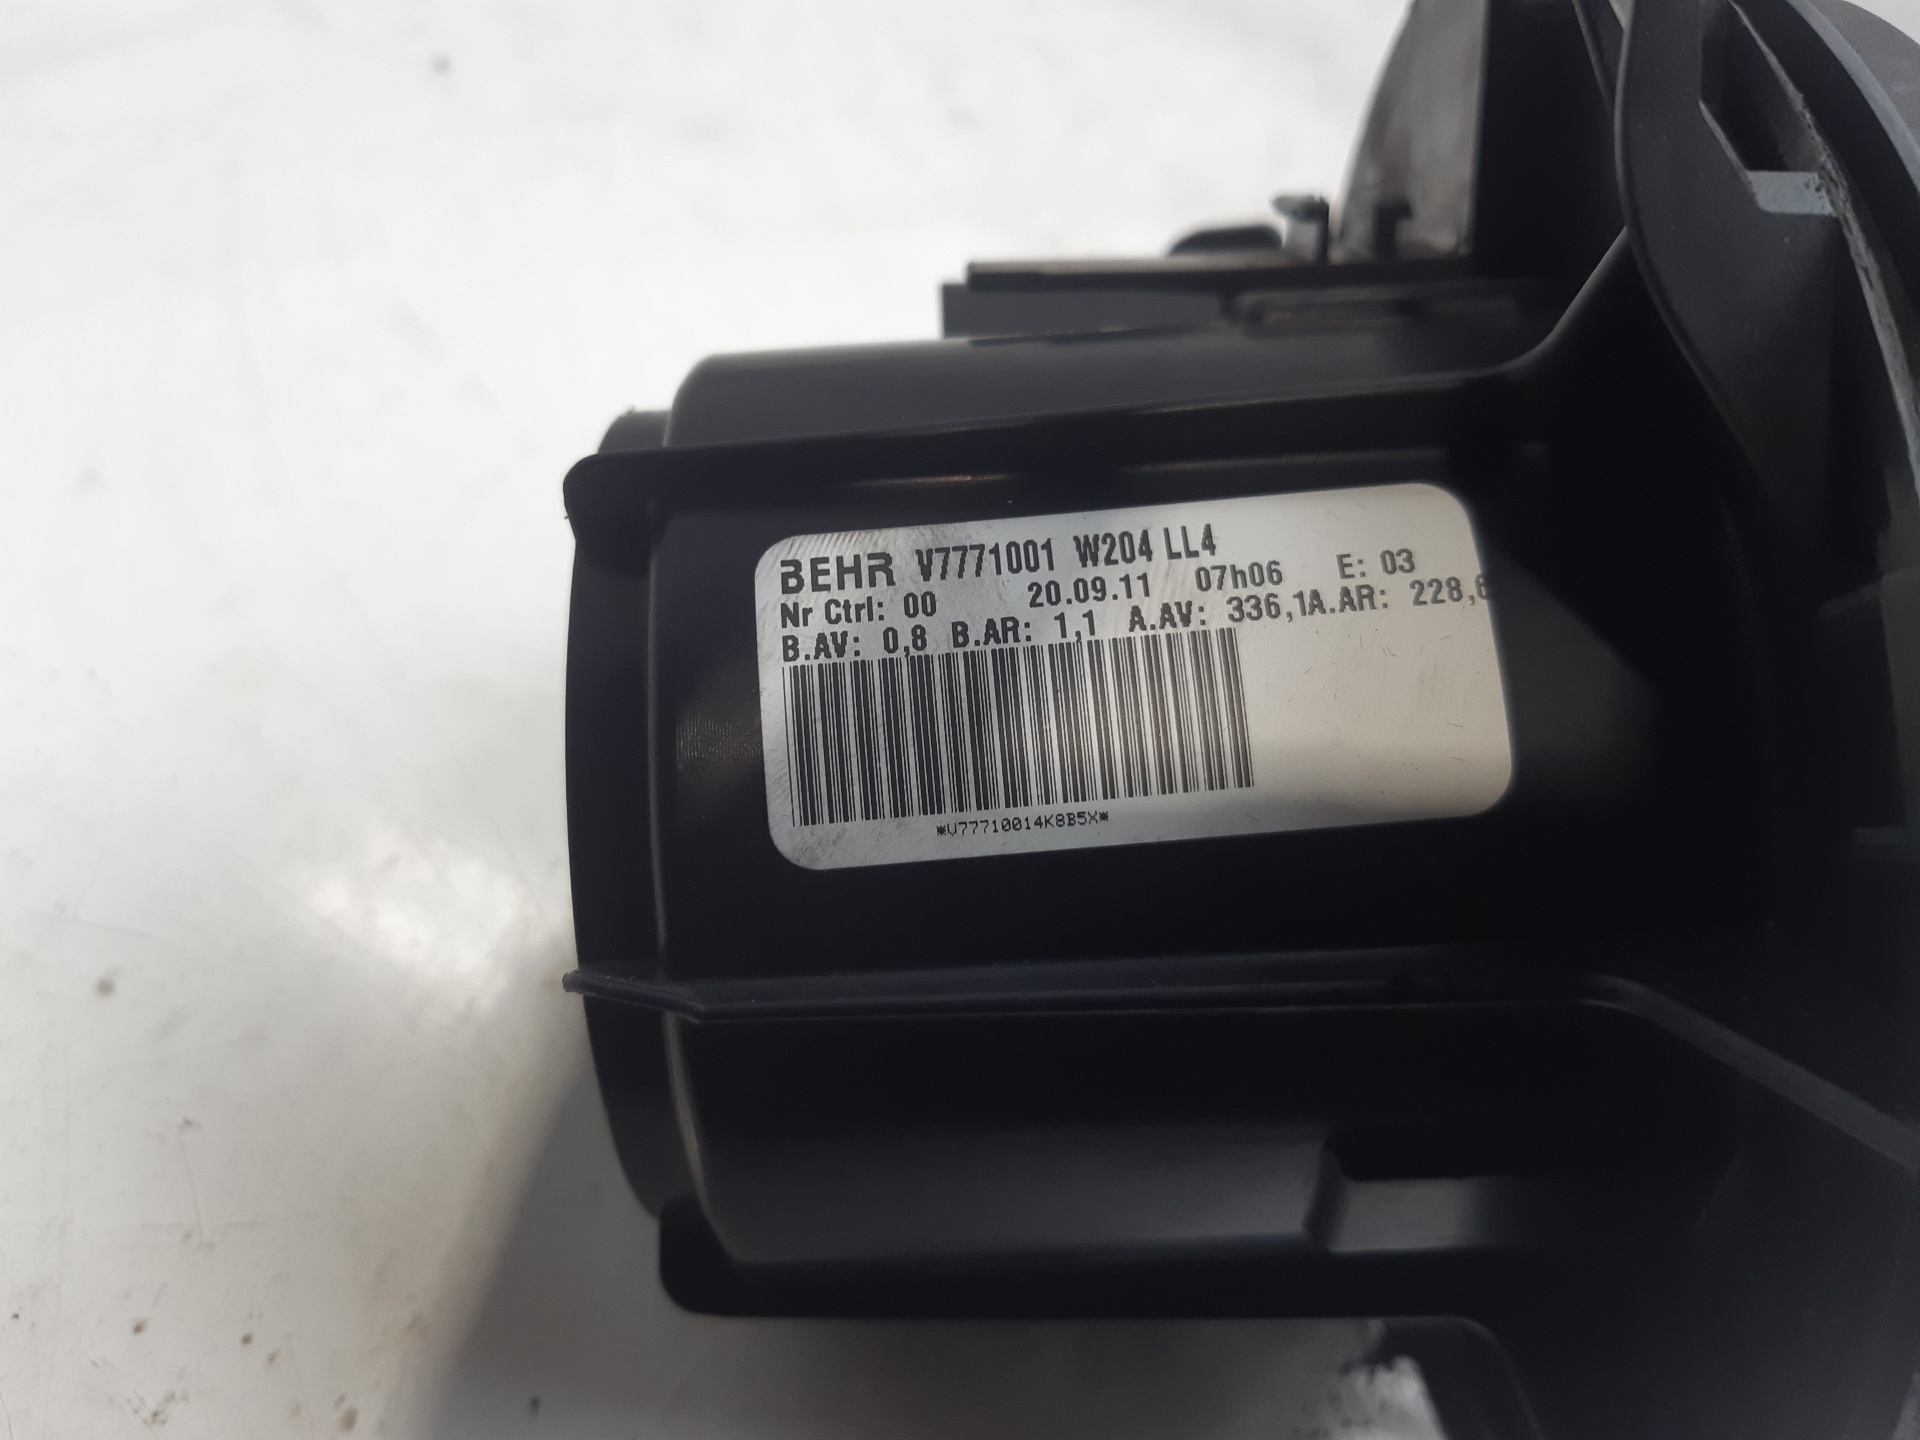 BEHR V7771001 W204 LL4
Nr Ctrl: 00 20.09.11 07h06 E: 03
B.AV: 0,8 B.AR: 1,1 A.AV: 336,1A.AR: 228,6
*V77710014K8B5X*